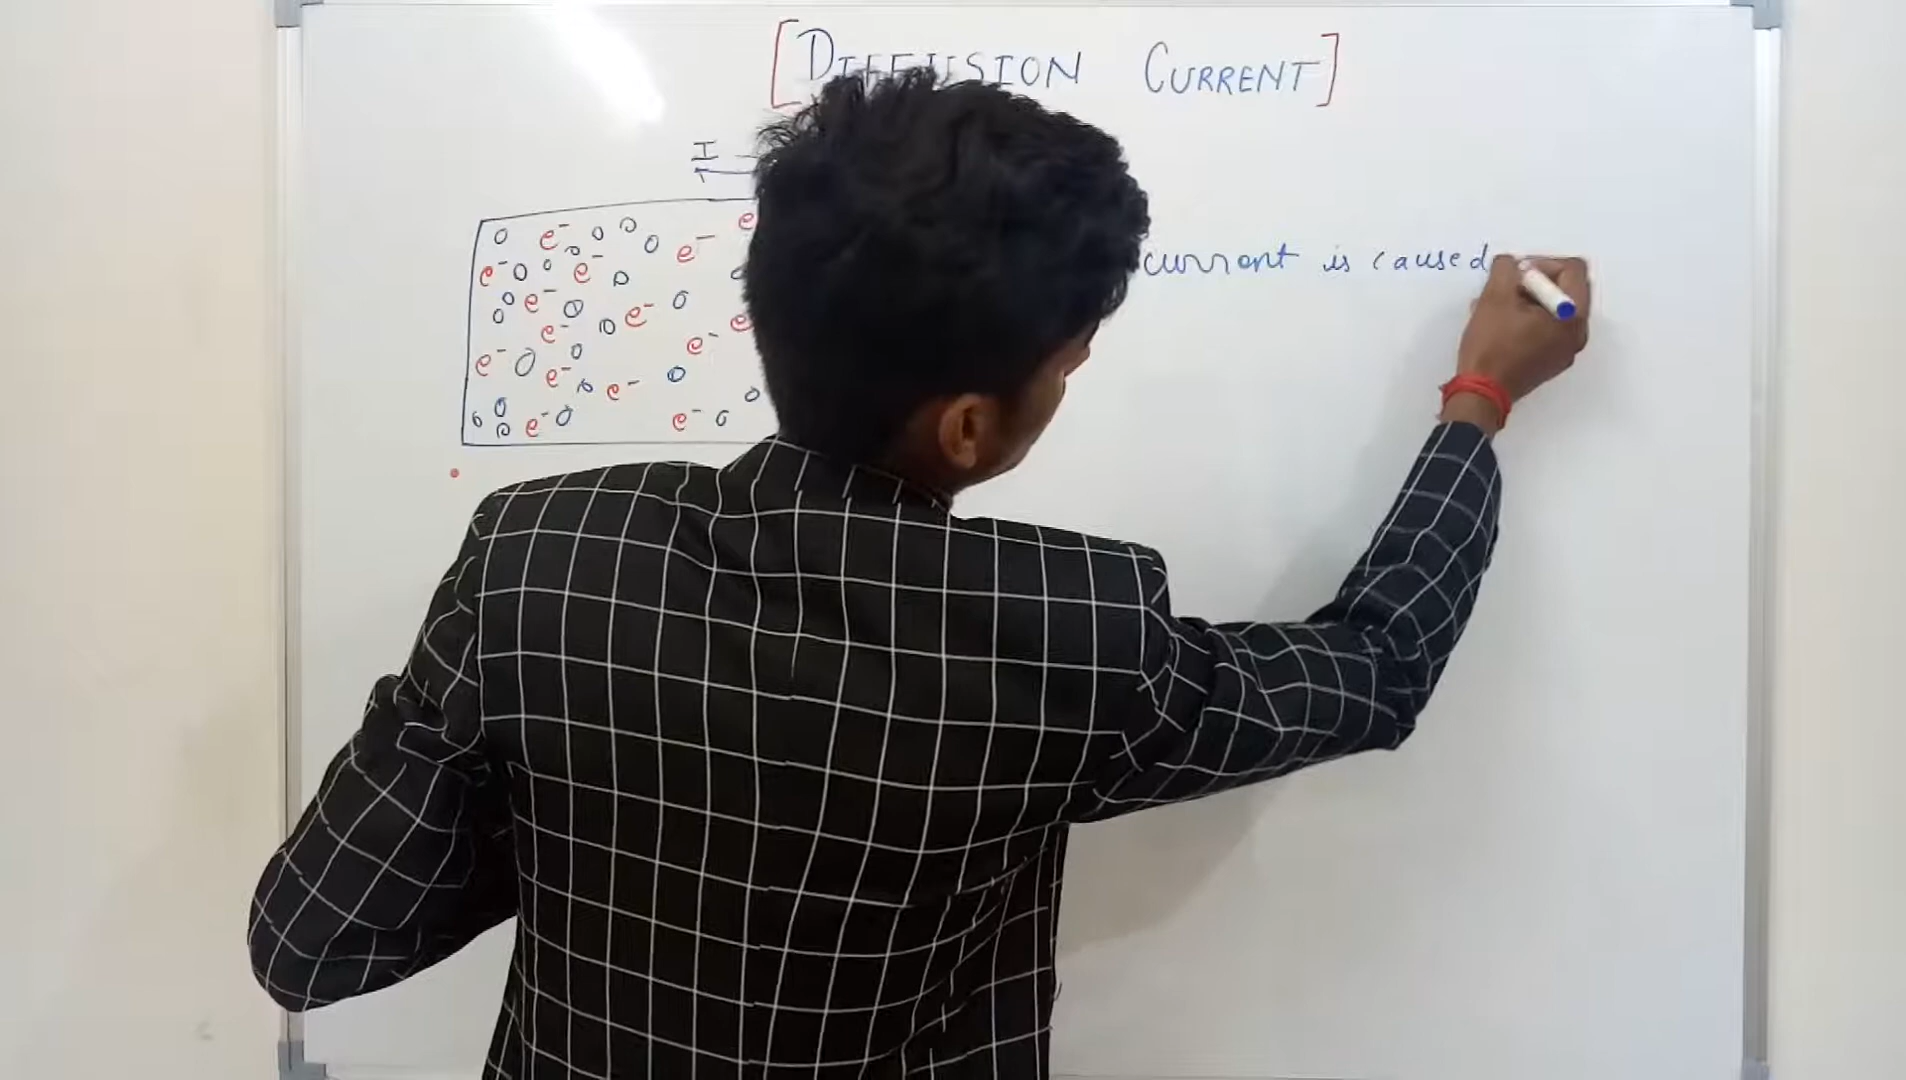 [DIFFUSION CURRENT]
I
current is caused
o e⁻ o o o e⁻ e
e⁻ o o e⁻ o
o e⁻ o e⁻ o
o e⁻ o e⁻ e⁻ e
e⁻ o o
e⁻ o e⁻ o
o o o e⁻ o e⁻ o o